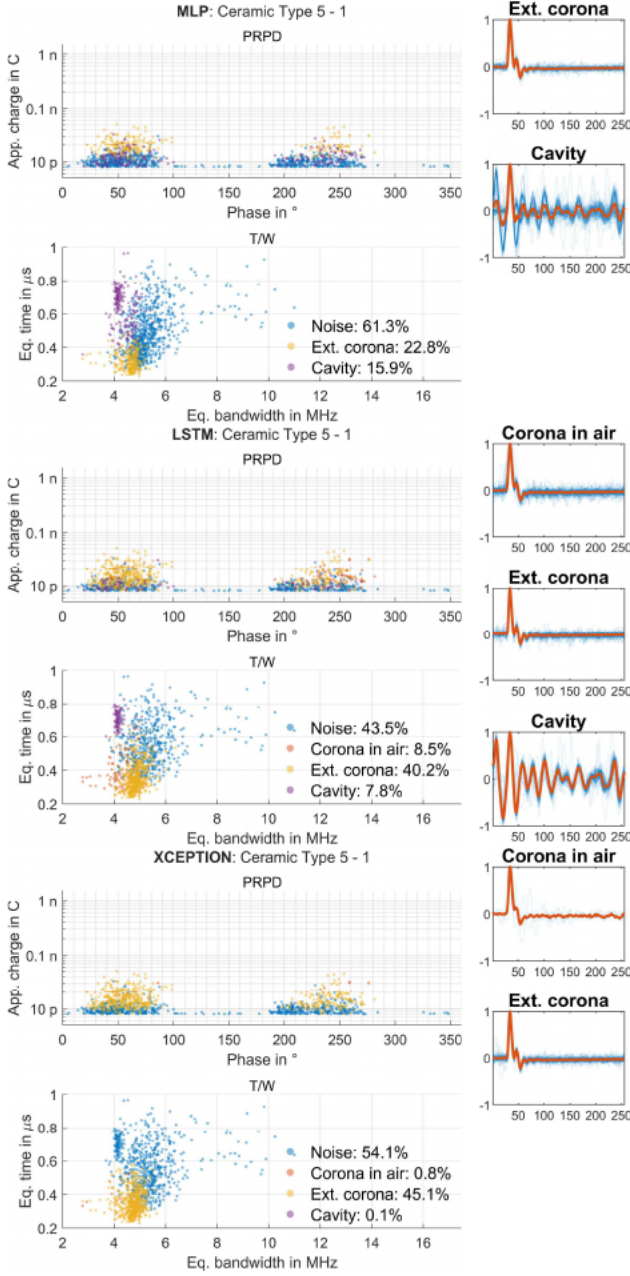 MLP: Ceramic Type 5 - 1
PRPD
App. charge in C
1 n
0.1 n
10 p
0 50 100 150 200 250 300 350
Phase in °
T/W
Eq. time in μs
1
0.8
0.6
0.4
0.2
Noise: 61.3%
Ext. corona: 22.8%
Cavity: 15.9%
2 4 6 8 10 12 14 16
Eq. bandwidth in MHz
Ext. corona
1
0
-1
50 100 150 200 250
Cavity
1
0
-1
50 100 150 200 250
LSTM: Ceramic Type 5 - 1
PRPD
App. charge in C
1 n
0.1 n
10 p
0 50 100 150 200 250 300 350
Phase in °
T/W
Eq. time in μs
1
0.8
0.6
0.4
0.2
Noise: 43.5%
Corona in air: 8.5%
Ext. corona: 40.2%
Cavity: 7.8%
2 4 6 8 10 12 14 16
Eq. bandwidth in MHz
Corona in air
1
0
-1
50 100 150 200 250
Ext. corona
1
0
-1
50 100 150 200 250
Cavity
1
0
-1
50 100 150 200 250
XCEPTION: Ceramic Type 5 - 1
PRPD
App. charge in C
1 n
0.1 n
10 p
0 50 100 150 200 250 300 350
Phase in °
T/W
Eq. time in μs
1
0.8
0.6
0.4
0.2
Noise: 54.1%
Corona in air: 0.8%
Ext. corona: 45.1%
Cavity: 0.1%
2 4 6 8 10 12 14 16
Eq. bandwidth in MHz
Corona in air
1
0
-1
50 100 150 200 250
Ext. corona
1
0
-1
50 100 150 200 250